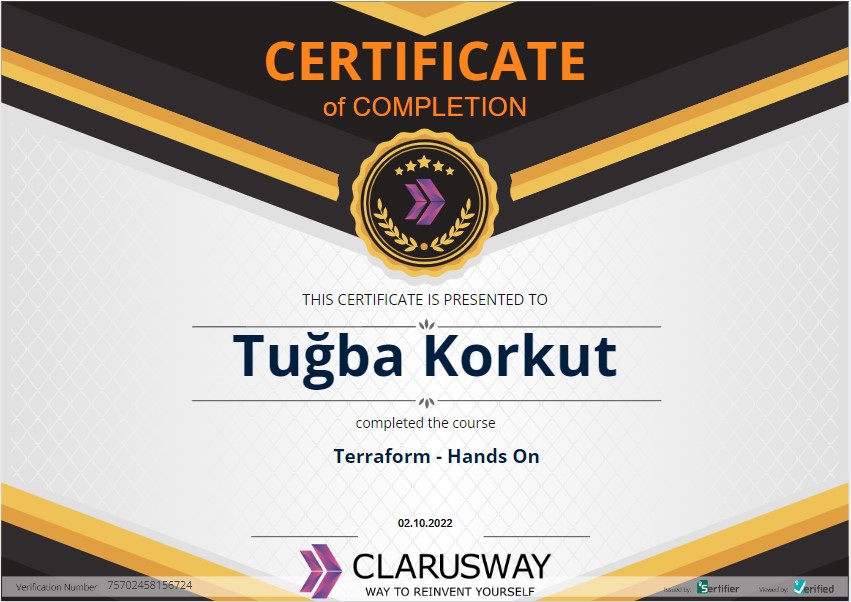 CERTIFICATE
of COMPLETION
THIS CERTIFICATE IS PRESENTED TO
Tuğba Korkut
completed the course
Terraform - Hands On
02.10.2022
CLARUSWAY
WAY TO REINVENT YOURSELF
Verification Number: 75702458156724
Issued by: Sertifier Viewed by: Verified